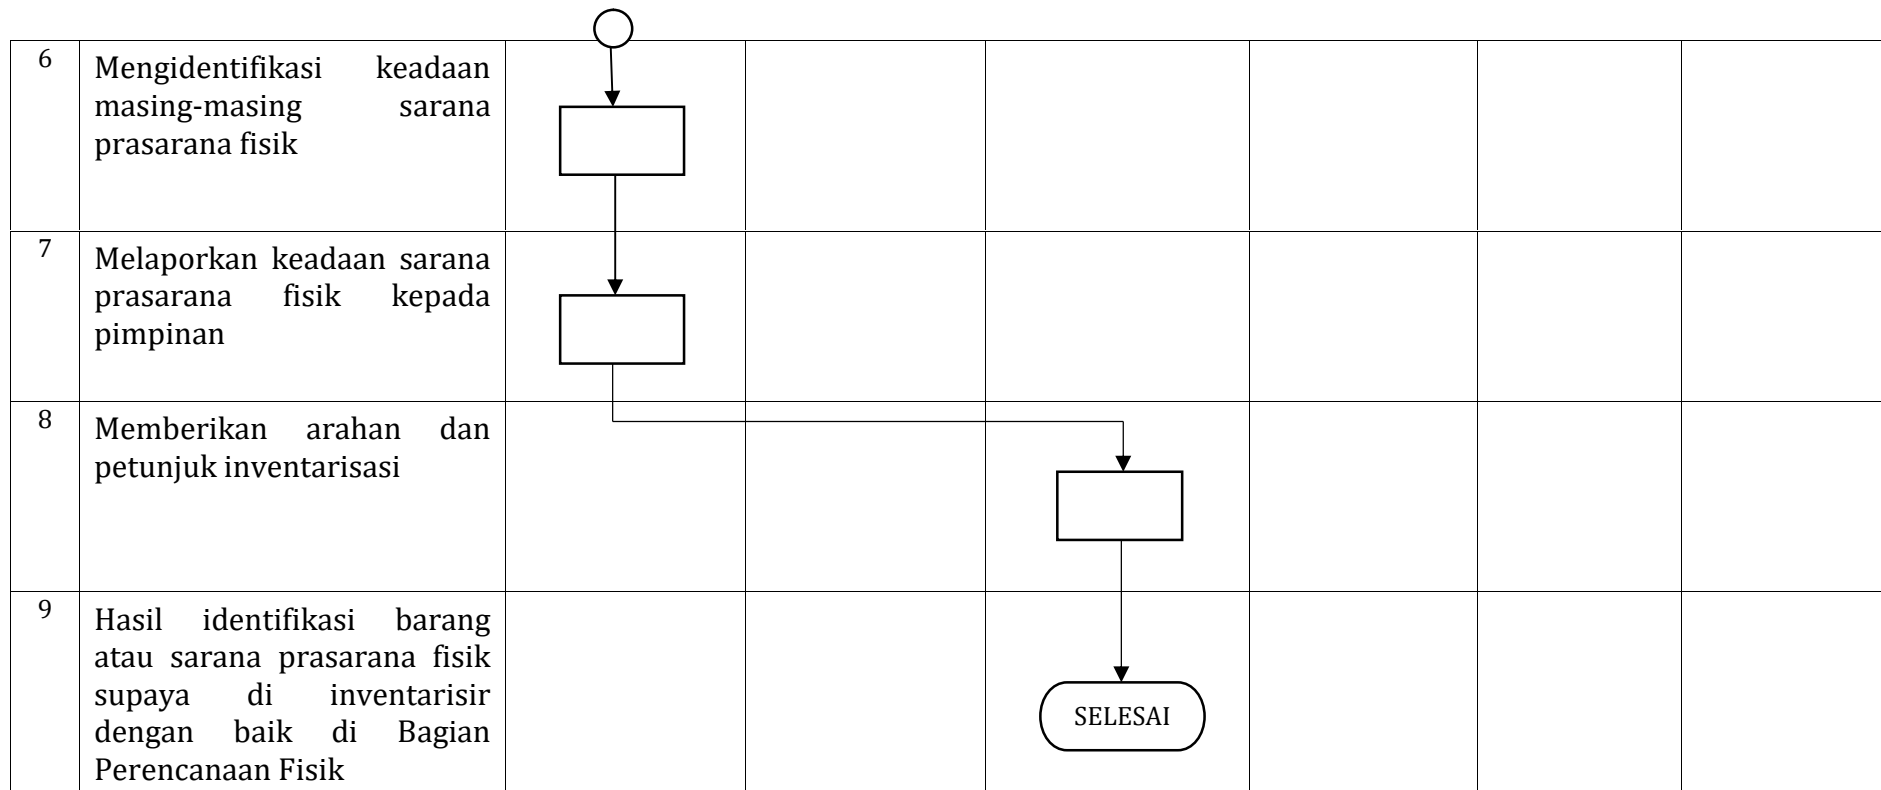 6
Mengidentifikasi keadaan
masing-masing sarana
prasarana fisik
7
Melaporkan keadaan sarana
prasarana fisik kepada
pimpinan
8
Memberikan arahan dan
petunjuk inventarisasi
9
Hasil identifikasi barang
atau sarana prasarana fisik
supaya di inventarisir
dengan baik di Bagian
Perencanaan Fisik
SELESAI